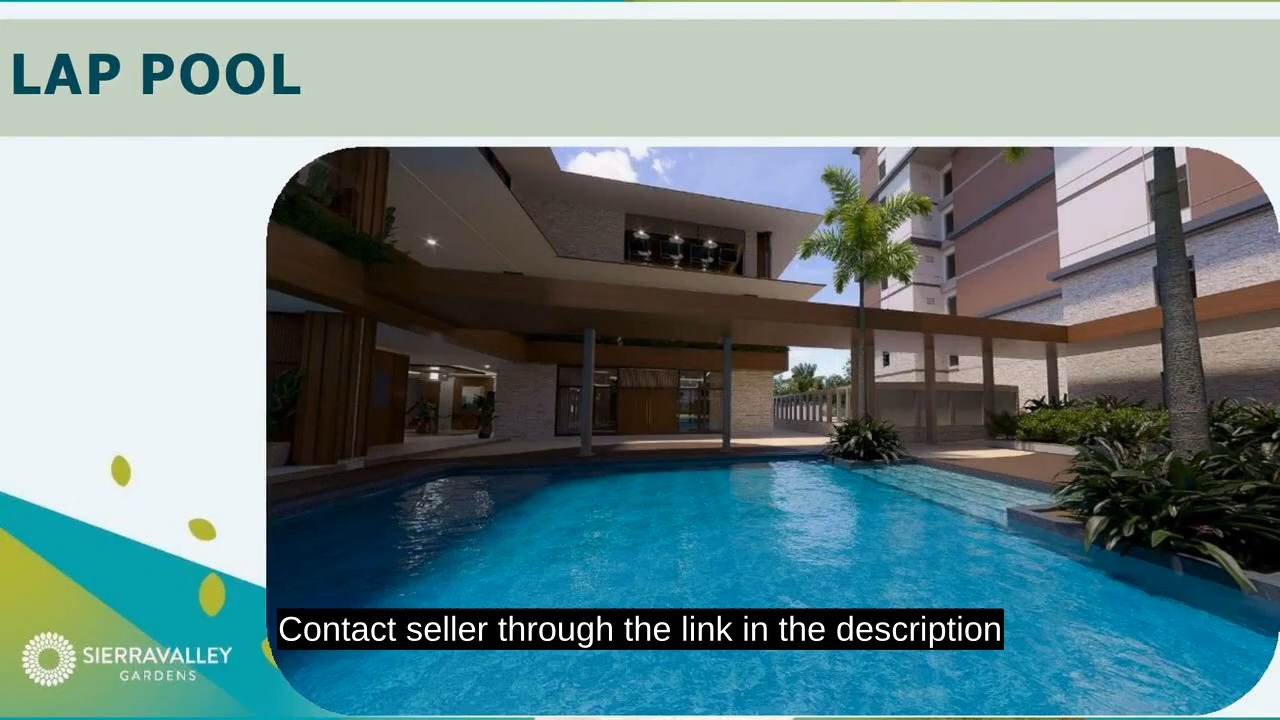 LAP POOL
Contact seller through the link in the description
SIERRAVALLEY
GARDENS